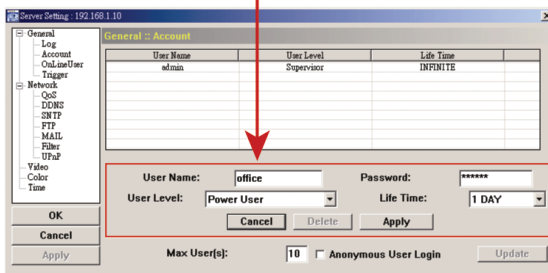 Server Setting : 192.168.1.10
General
Log
Account
OnLineUser
Trigger
Network
QoS
DDNS
SNTP
FTP
MAIL
Filter
UPnP
Video
Color
Time
OK
Cancel
Apply
General :: Account
User Name User Level Life Time
admin Supervisor INFINITE
User Name: office Password: ******
User Level: Power User Life Time: 1 DAY
Cancel Delete Apply
Max User(s): 10 Anonymous User Login Update